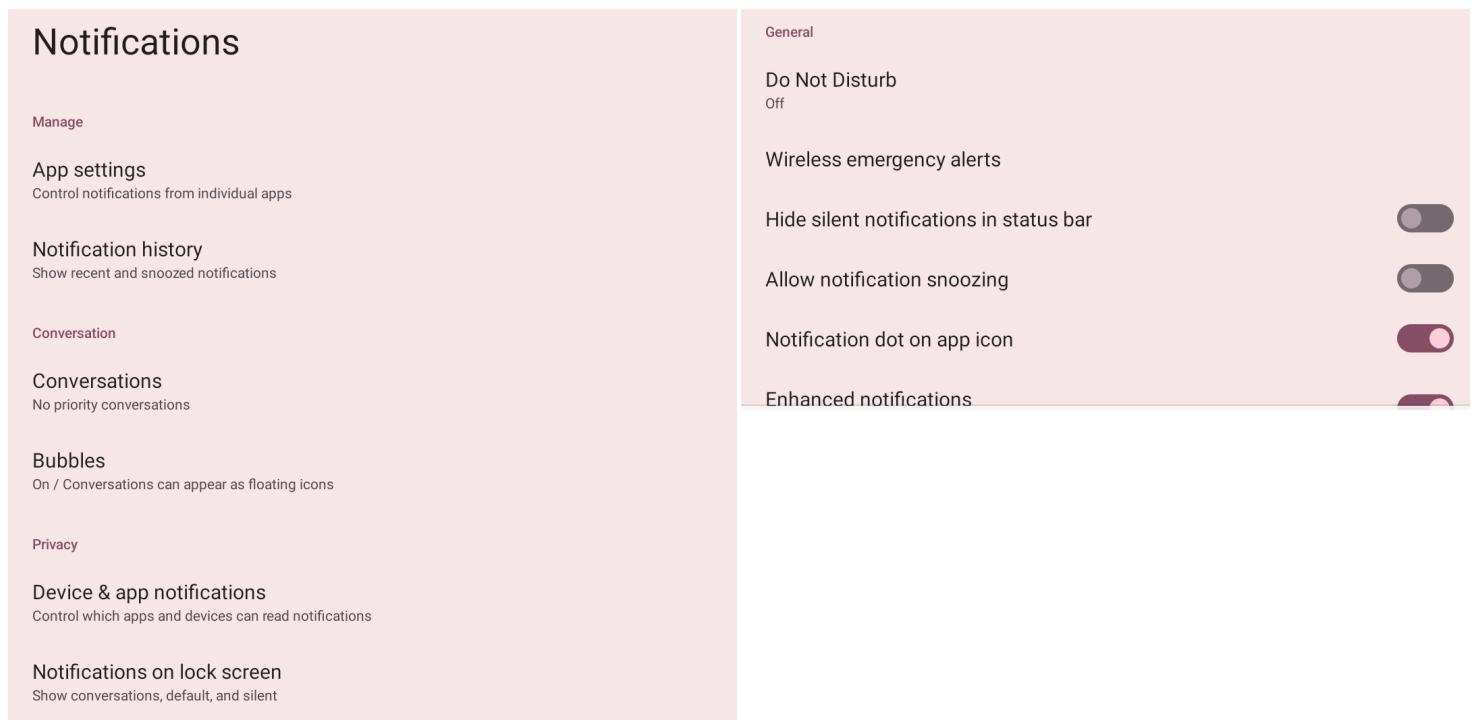 Notifications
Manage
App settings
Control notifications from individual apps
Notification history
Show recent and snoozed notifications
Conversation
Conversations
No priority conversations
Bubbles
On / Conversations can appear as floating icons
Privacy
Device & app notifications
Control which apps and devices can read notifications
Notifications on lock screen
Show conversations, default, and silent
General
Do Not Disturb
Off
Wireless emergency alerts
Hide silent notifications in status bar
Allow notification snoozing
Notification dot on app icon
Enhanced notifications